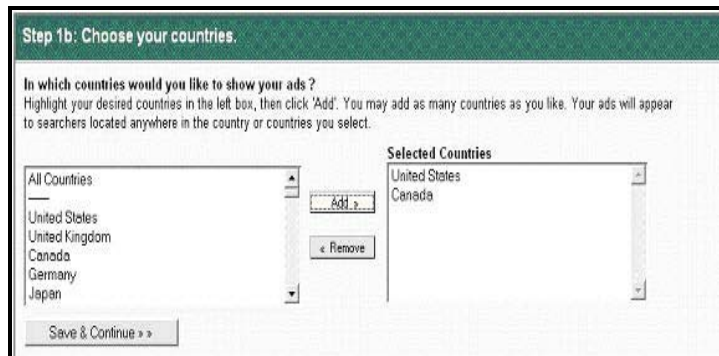 Step 1b: Choose your countries.
In which countries would you like to show your ads ?
Highlight your desired countries in the left box, then click 'Add'. You may add as many countries as you like. Your ads will appear
to searchers located anywhere in the country or countries you select.
Selected Countries
All Countries
United States
United Kingdom
Canada
Germany
Japan
Add »
« Remove
United States
Canada
Save & Continue » »